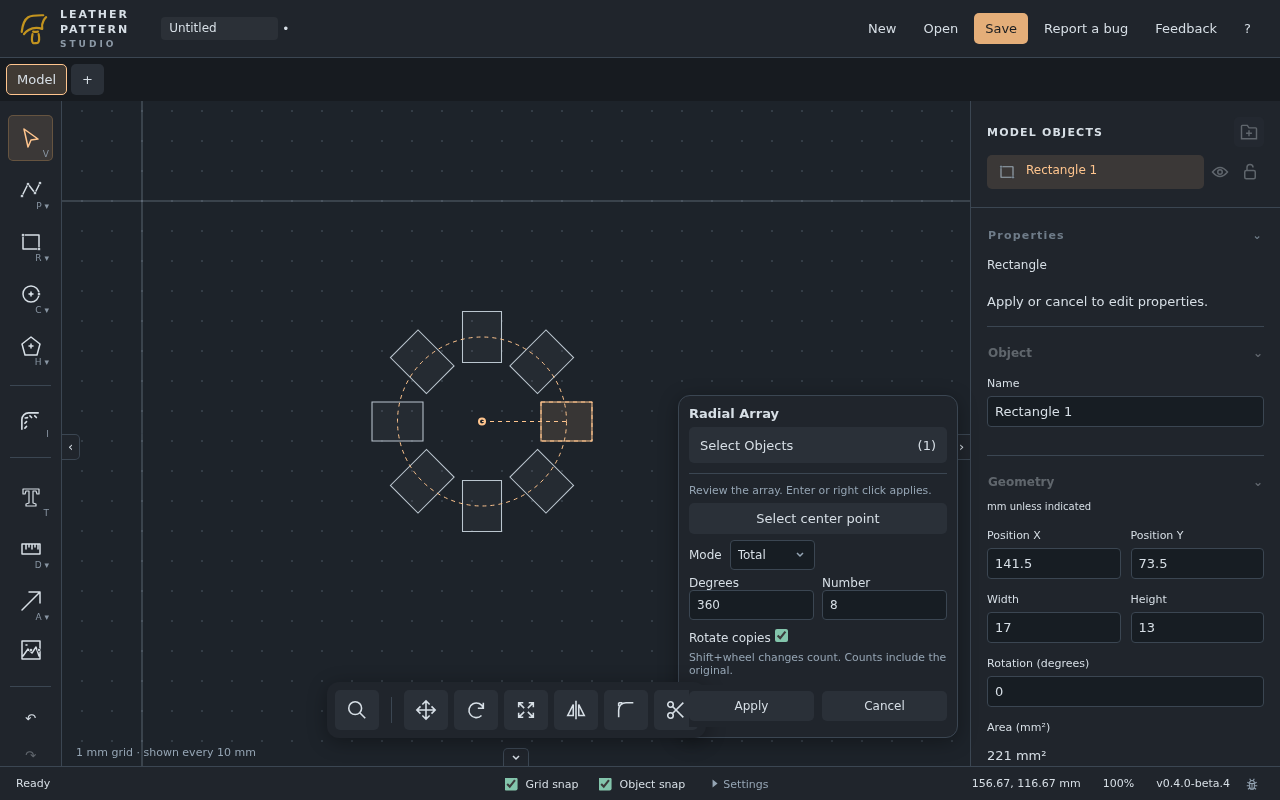 LEATHER
PATTERN
STUDIO
Untitled •
New
Open
Save
Report a bug
Feedback
?
Model
+
V
P ▾
R ▾
C ▾
H ▾
I
T
D ▾
A ▾
MODEL OBJECTS
Rectangle 1
Properties
Rectangle
Apply or cancel to edit properties.
Object
Name
Rectangle 1
Geometry
mm unless indicated
Position X
Position Y
141.5
73.5
Width
Height
17
13
Rotation (degrees)
0
Area (mm²)
221 mm²
Radial Array
Select Objects (1)
Review the array. Enter or right click applies.
Select center point
Mode Total
Degrees
Number
360
8
Rotate copies
Shift+wheel changes count. Counts include the
original.
Apply
Cancel
1 mm grid · shown every 10 mm
Ready
Grid snap
Object snap
Settings
156.67, 116.67 mm
100%
v0.4.0-beta.4